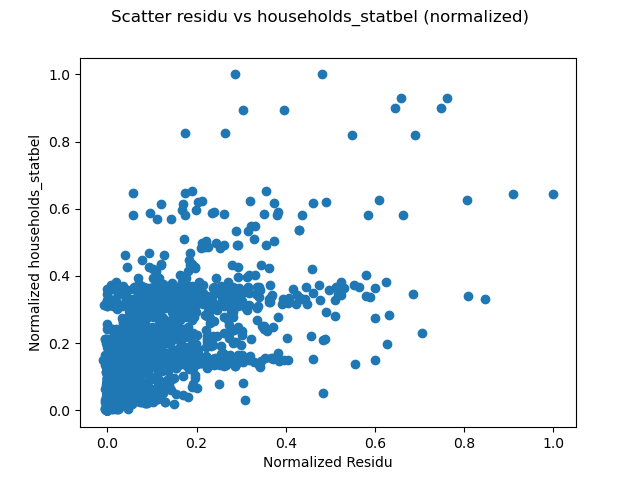 Scatter residu vs households_statbel (normalized)
1.0
0.8
0.6
0.4
0.2
0.0
Normalized households_statbel
0.0 0.2 0.4 0.6 0.8 1.0
Normalized Residu